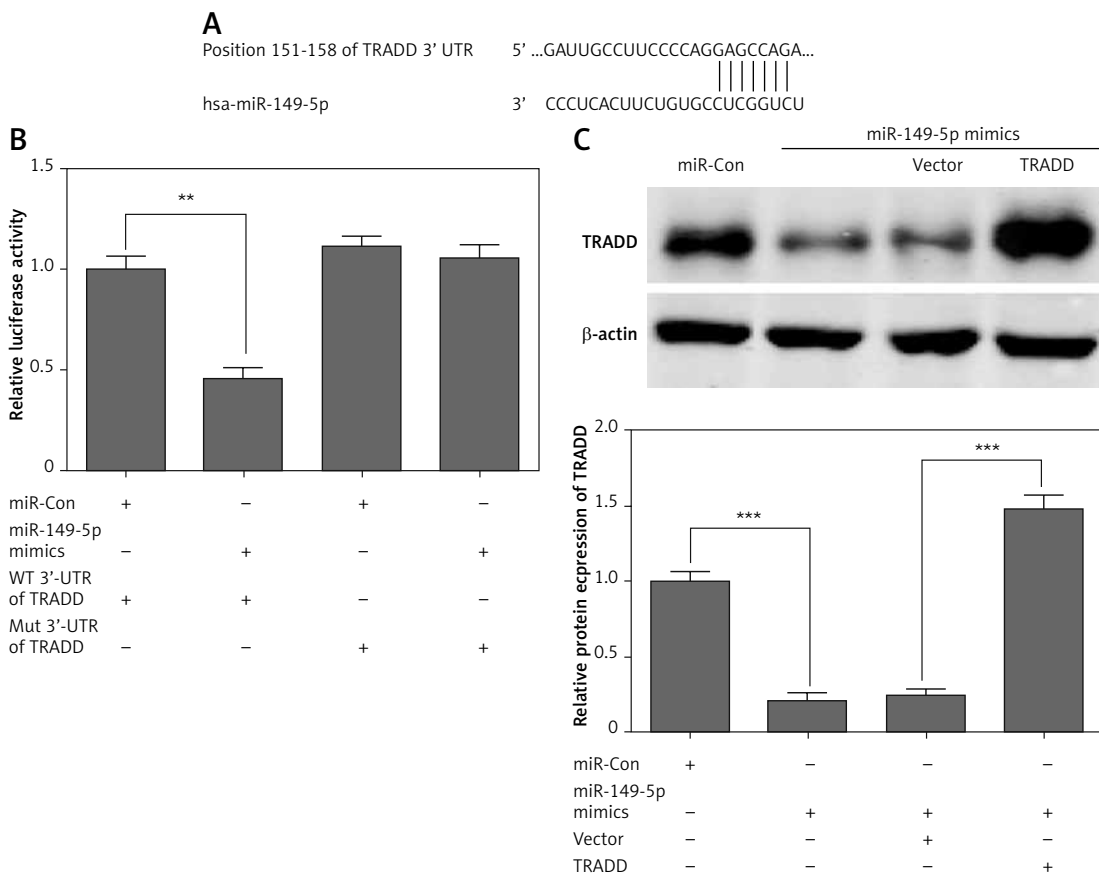 A
Position 151-158 of TRADD 3' UTR 5' ...GAUUGCCUUCCCCAGGAGCCAGA...
hsa-miR-149-5p 3' CCCUCACUUCUGUGCCUCGGUCU
B
Relative luciferase activity
1.5
1.0
0.5
0
**
miR-Con + – + –
miR-149-5p
mimics – + – +
WT 3'-UTR
of TRADD + + – –
Mut 3'-UTR
of TRADD – – + +
C
miR-149-5p mimics
miR-Con Vector TRADD
TRADD
β-actin
Relative protein ecpression of TRADD
2.0
1.5
1.0
0.5
0
***
***
miR-Con + – – –
miR-149-5p
mimics – + + +
Vector – – + –
TRADD – – – +